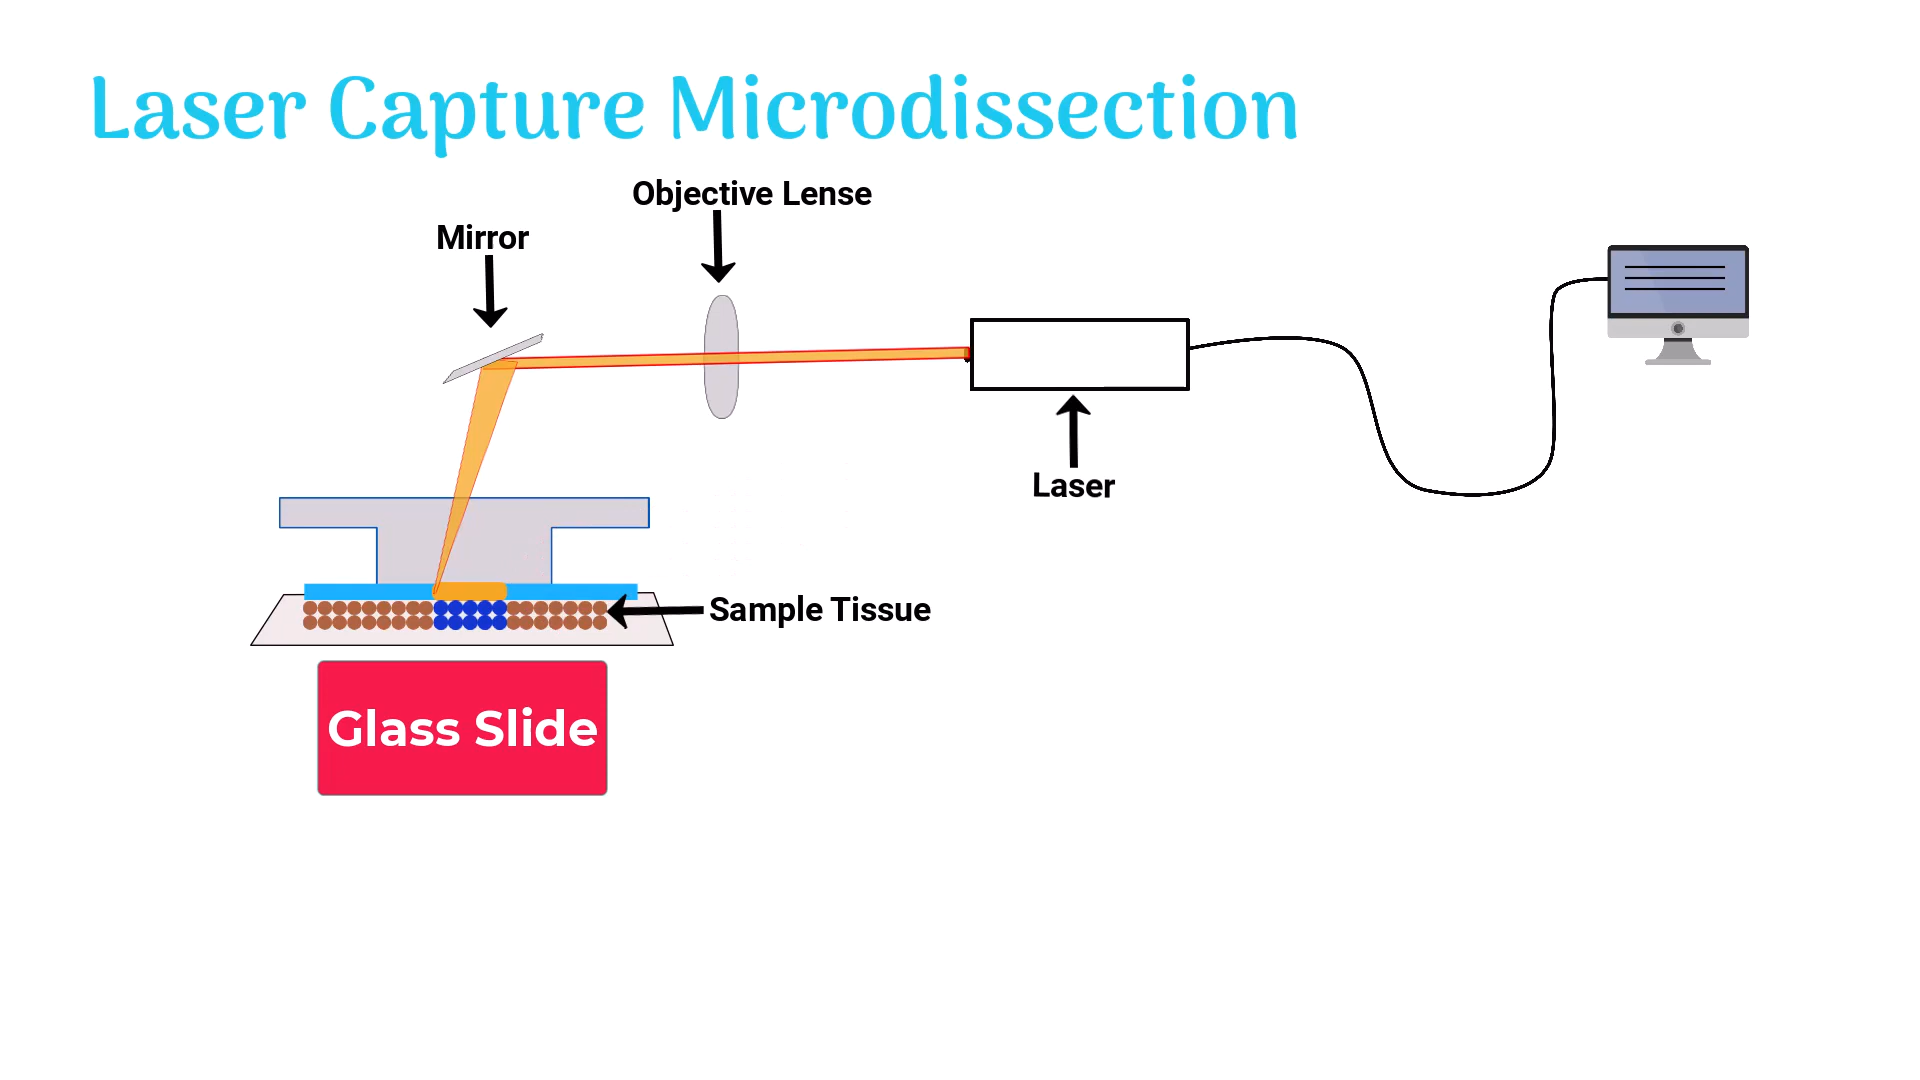 Laser Capture Microdissection
Objective Lense
Mirror
Laser
Sample Tissue
Glass Slide